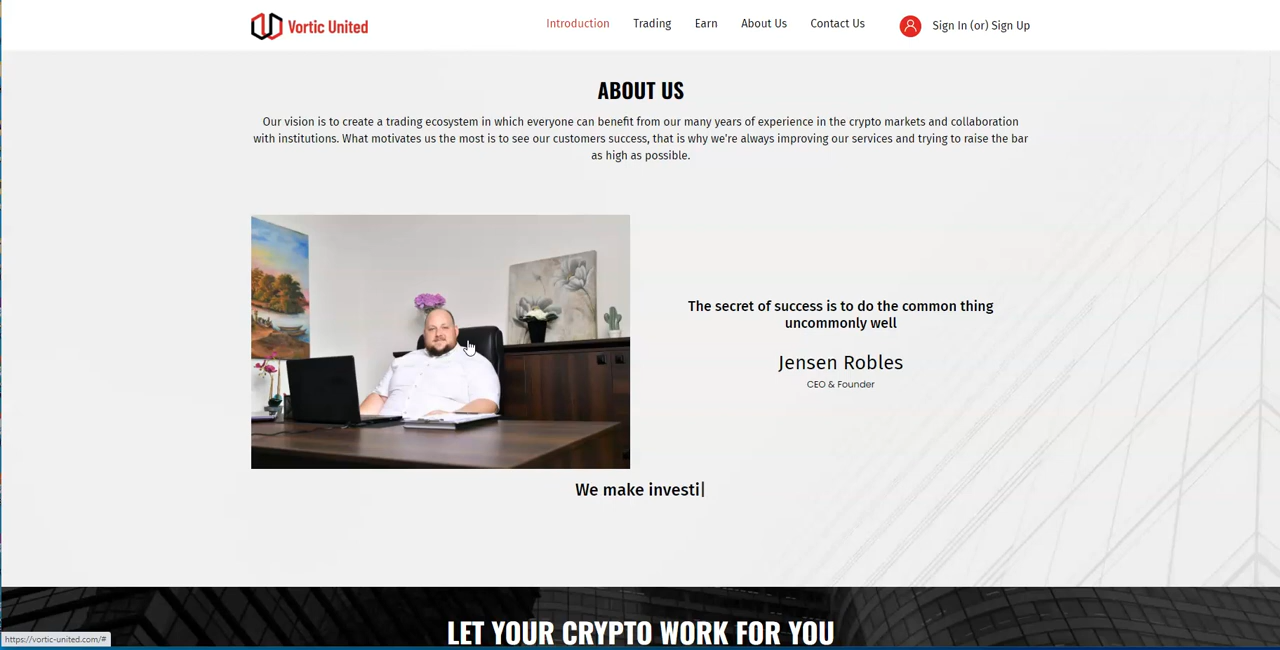 Vortic United
Introduction Trading Earn About Us Contact Us Sign In (or) Sign Up
ABOUT US
Our vision is to create a trading ecosystem in which everyone can benefit from our many years of experience in the crypto markets and collaboration
with institutions. What motivates us the most is to see our customers success, that is why we're always improving our services and trying to raise the bar
as high as possible.
The secret of success is to do the common thing
uncommonly well
Jensen Robles
CEO & Founder
We make investi
LET YOUR CRYPTO WORK FOR YOU
https://vortic-united.com/#